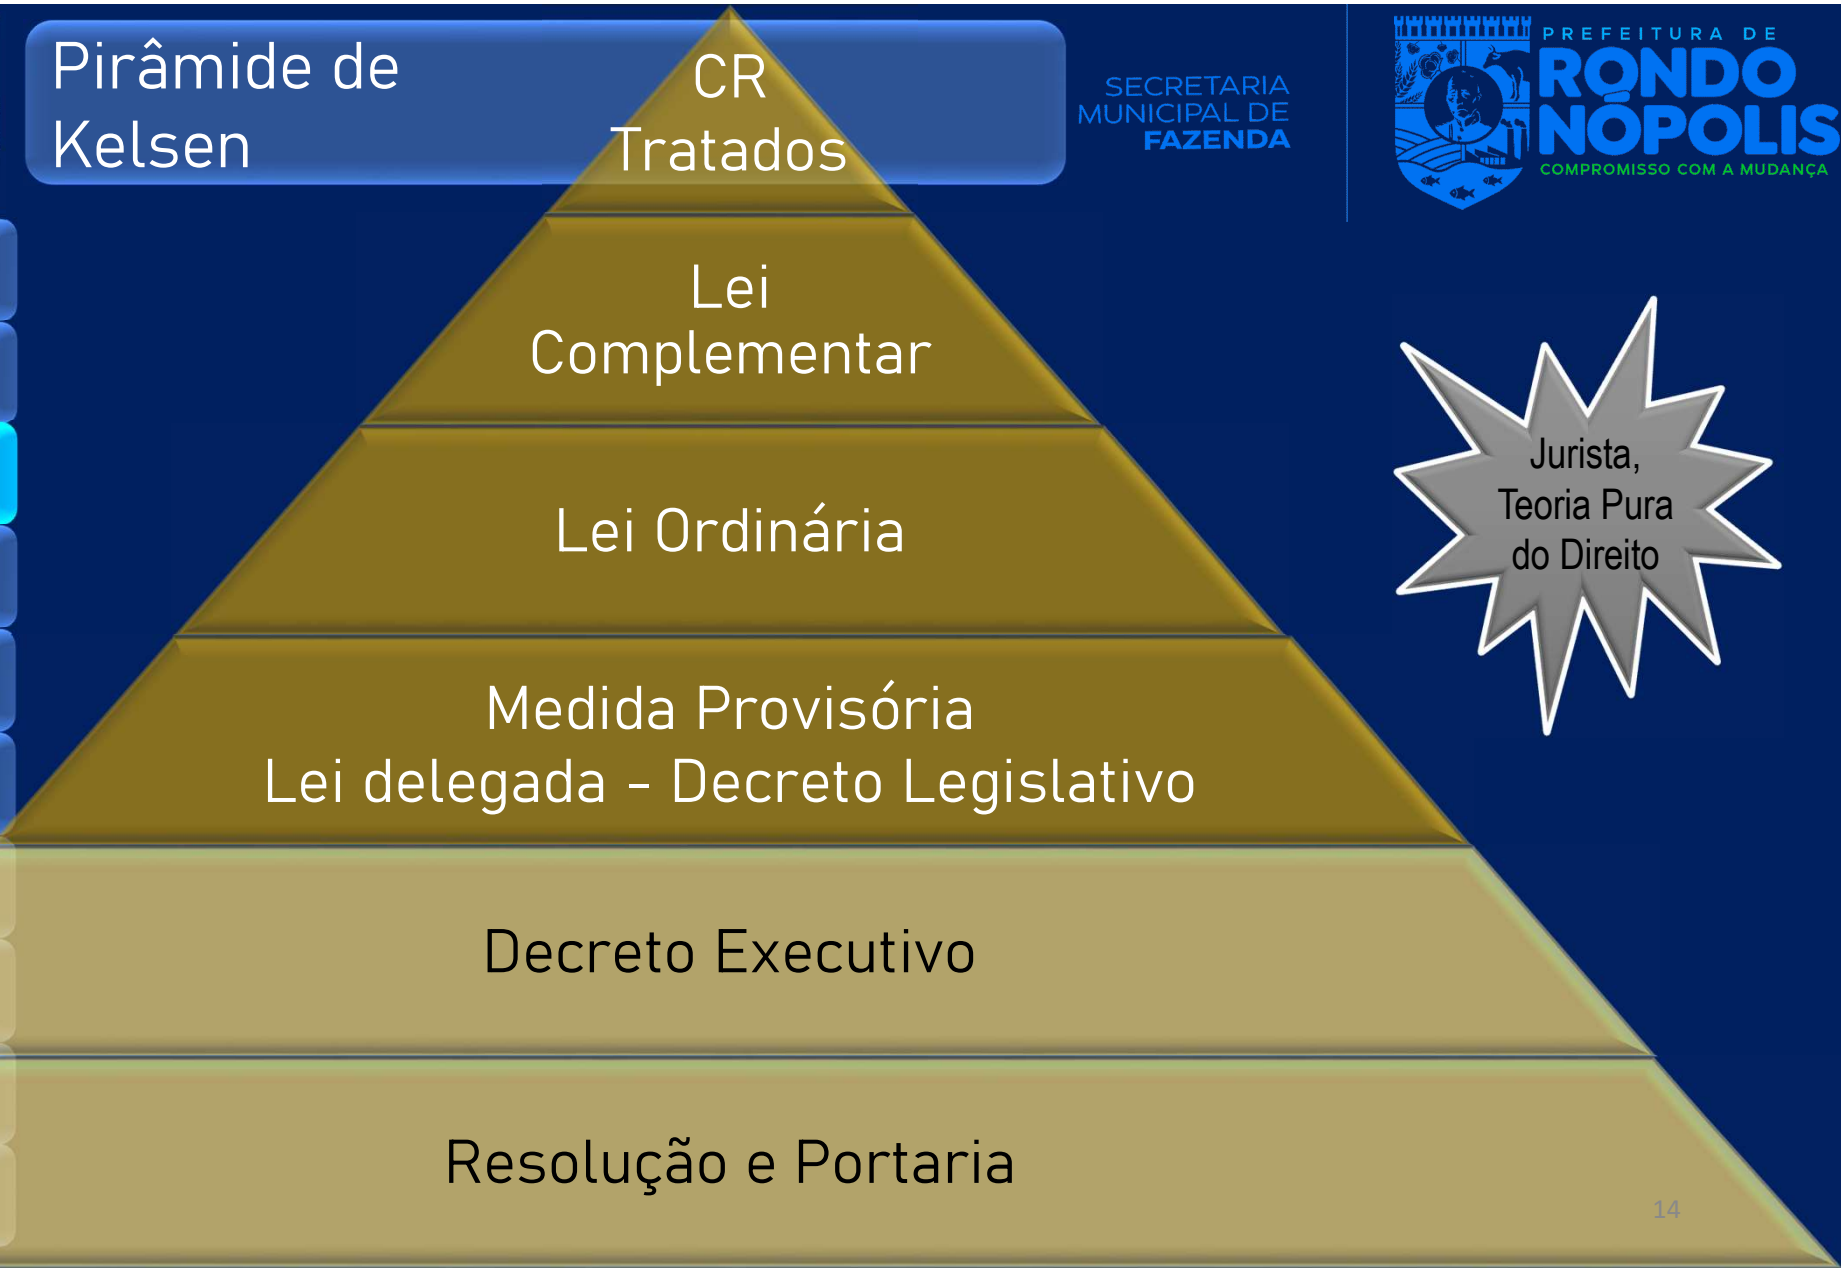 Pirâmide de
Kelsen
CR
Tratados
SECRETARIA
MUNICIPAL DE
FAZENDA
PREFEITURA DE
RONDO
NÓPOLIS
COMPROMISSO COM A MUDANÇA
Lei
Complementar
Lei Ordinária
Jurista,
Teoria Pura
do Direito
Medida Provisória
Lei delegada - Decreto Legislativo
Decreto Executivo
Resolução e Portaria
14